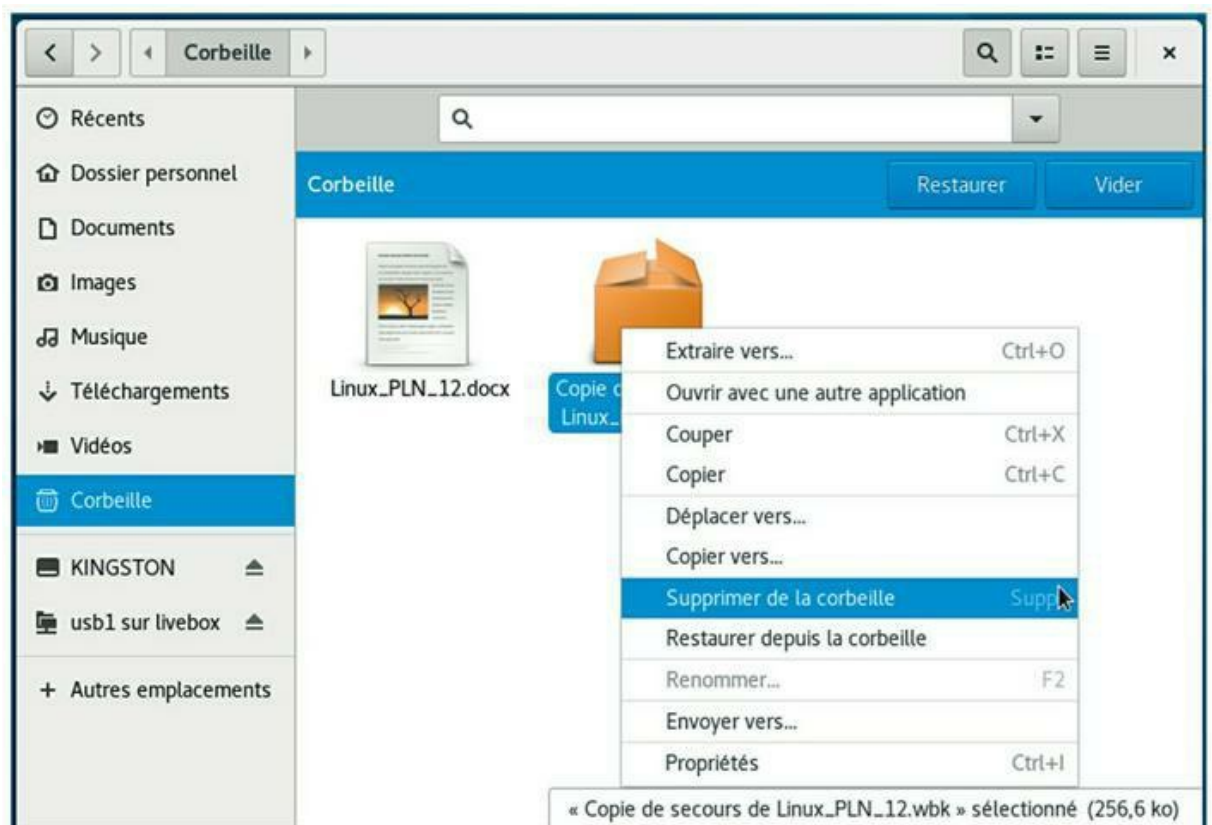 Corbeille
Récents
Dossier personnel
Documents
Images
Musique
Téléchargements
Vidéos
Corbeille
KINGSTON
usb1 sur livebox
+ Autres emplacements
Corbeille
Restaurer
Vider
Linux_PLN_12.docx
Copie
Linux_
Extraire vers... Ctrl+O
Ouvrir avec une autre application
Couper Ctrl+X
Copier Ctrl+C
Déplacer vers...
Copier vers...
Supprimer de la corbeille Suppr
Restaurer depuis la corbeille
Renommer... F2
Envoyer vers...
Propriétés Ctrl+I
« Copie de secours de Linux_PLN_12.wbk » sélectionné (256,6 ko)